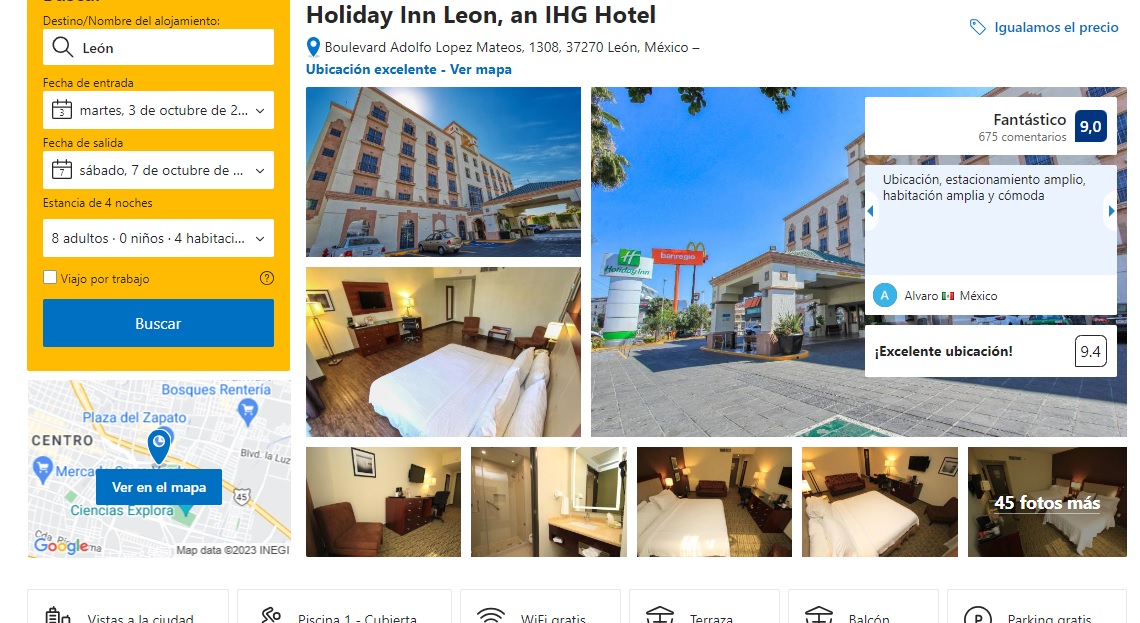 Destino/Nombre del alojamiento:
León
Fecha de entrada
3
martes, 3 de octubre de 2...
Fecha de salida
7
sábado, 7 de octubre de ...
Estancia de 4 noches
8 adultos · 0 niños · 4 habitaci...
Viajo por trabajo
?
Buscar
Bosques Rentería
Plaza del Zapato
CENTRO
Blvd. la Luz
Ver en el mapa
45
Ciencias Explora
Google
Map data ©2023 INEGI
Holiday Inn Leon, an IHG Hotel
Igualamos el precio
Boulevard Adolfo Lopez Mateos, 1308, 37270 León, México –
Ubicación excelente - Ver mapa
Fantástico
675 comentarios
9,0
Ubicación, estacionamiento amplio,
habitación amplia y cómoda
A Alvaro México
¡Excelente ubicación! 9.4
Holiday Inn
banregio
45 fotos más
Vistas a la ciudad
Piscina 1 - Cubierta
WiFi gratis
Terraza
Balcón
P Parking gratis